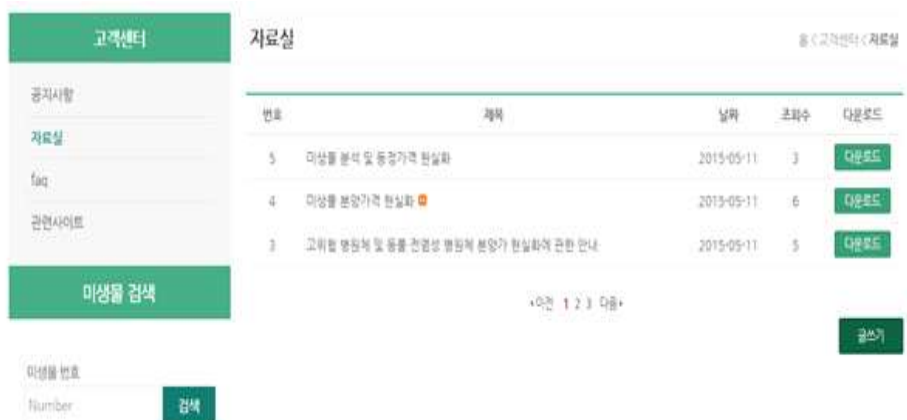 고객센터
공지사항
자료실
faq
관련사이트
미생물 검색
미생물 번호
Number 검색
자료실
홈 < 고객센터 < 자료실
번호 제목 날짜 조회수 다운로드
5 미생물 분석 및 동정가격 현실화 2015-05-11 3 다운로드
4 미생물 분양가격 현실화 2015-05-11 6 다운로드
3 고위험 병원체 및 동물 전염성 병원체 분양가 현실화에 관한 안내 2015-05-11 5 다운로드
이전 1 2 3 다음
글쓰기